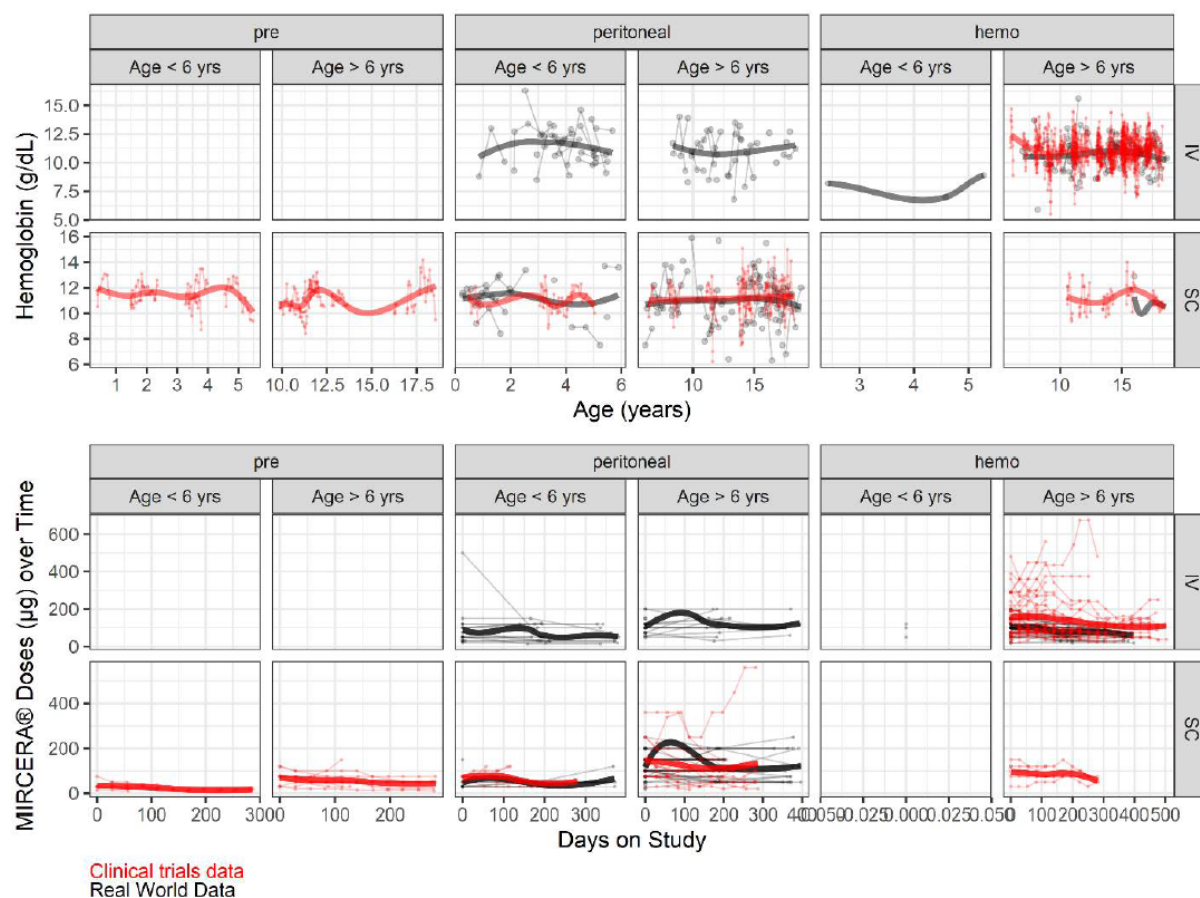 pre peritoneal hemo
Age < 6 yrs Age > 6 yrs Age < 6 yrs Age > 6 yrs Age < 6 yrs Age > 6 yrs
Hemoglobin (g/dL)
15.0
12.5
10.0
7.5
5.0
IV
16
14
12
10
8
6
SC
1 2 3 4 5 10.0 12.5 15.0 17.5 0 2 4 6 10 15 3 4 5 10 15
Age (years)
pre peritoneal hemo
Age < 6 yrs Age > 6 yrs Age < 6 yrs Age > 6 yrs Age < 6 yrs Age > 6 yrs
MIRCERA® Doses (µg) over Time
600
400
200
0
IV
400
200
0
SC
0 100 200 300 100 200 0 100 200 300 0 100 200 300 400 0.050 -0.025 0.000 0.025 0.050 0 100 200 300 400 500
Days on Study
Clinical trials data
Real World Data